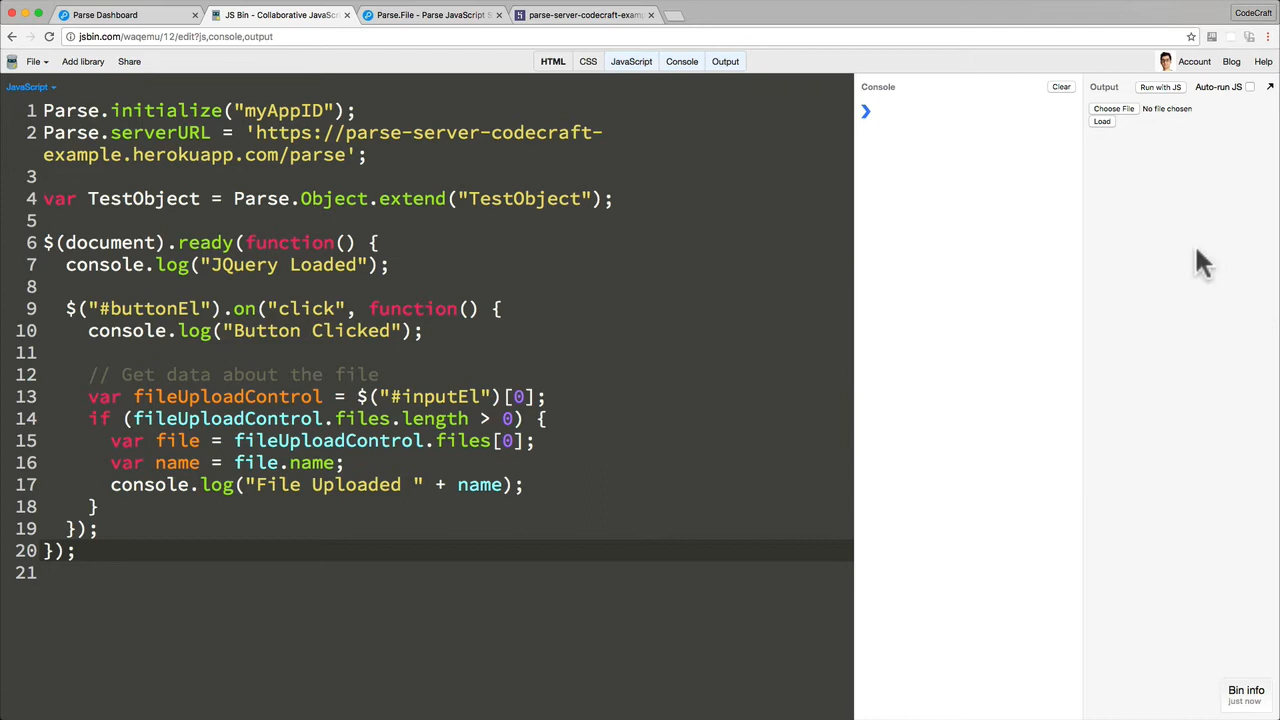 Parse Dashboard
JS Bin - Collaborative JavaScri
Parse.File - Parse JavaScript S
parse-server-codecraft-exam
CodeCraft
jsbin.com/waqemu/12/edit?js,console,output
File
Add library
Share
HTML
CSS
JavaScript
Console
Output
Account
Blog
Help
JavaScript
Console
Clear
Output
Run with JS
Auto-run JS
Choose File No file chosen
Load
1 Parse.initialize("myAppID");
2 Parse.serverURL = 'https://parse-server-codecraft-
example.herokuapp.com/parse';
3
4 var TestObject = Parse.Object.extend("TestObject");
5
6 $(document).ready(function() {
7 console.log("JQuery Loaded");
8
9 $("#buttonEl").on("click", function() {
10 console.log("Button Clicked");
11
12 // Get data about the file
13 var fileUploadControl = $("#inputEl")[0];
14 if (fileUploadControl.files.length > 0) {
15 var file = fileUploadControl.files[0];
16 var name = file.name;
17 console.log("File Uploaded " + name);
18 }
19 });
20 });
21
Bin info
just now